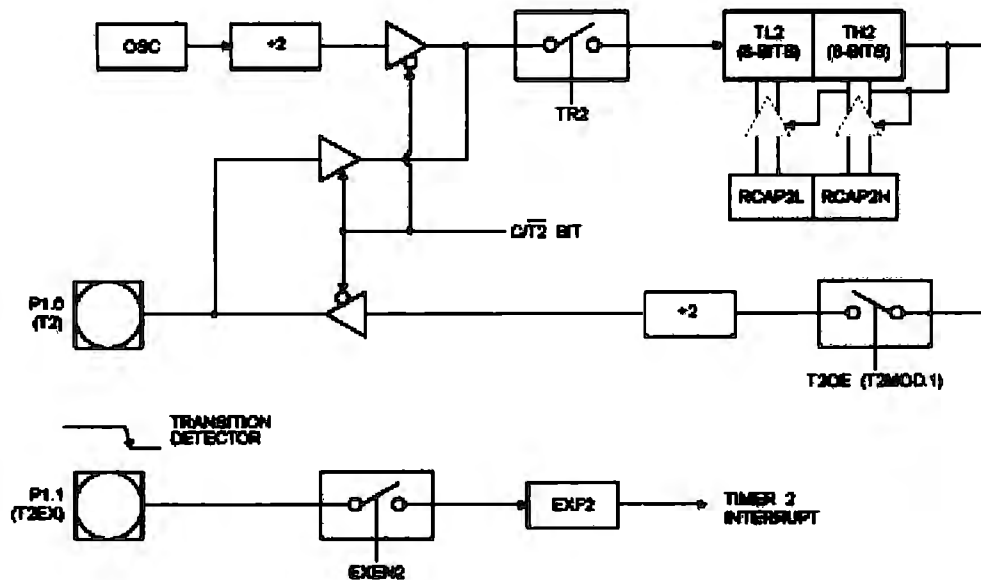 OSC
÷2
TL2
(8-BITS)
TH2
(8-BITS)
TR2
RCAP2L
RCAP2H
C/T2 BIT
P1.0
(T2)
÷2
T2OE (T2MOD.1)
TRANSITION
DETECTOR
P1.1
(T2EX)
EXF2
TIMER 2
INTERRUPT
EXEN2